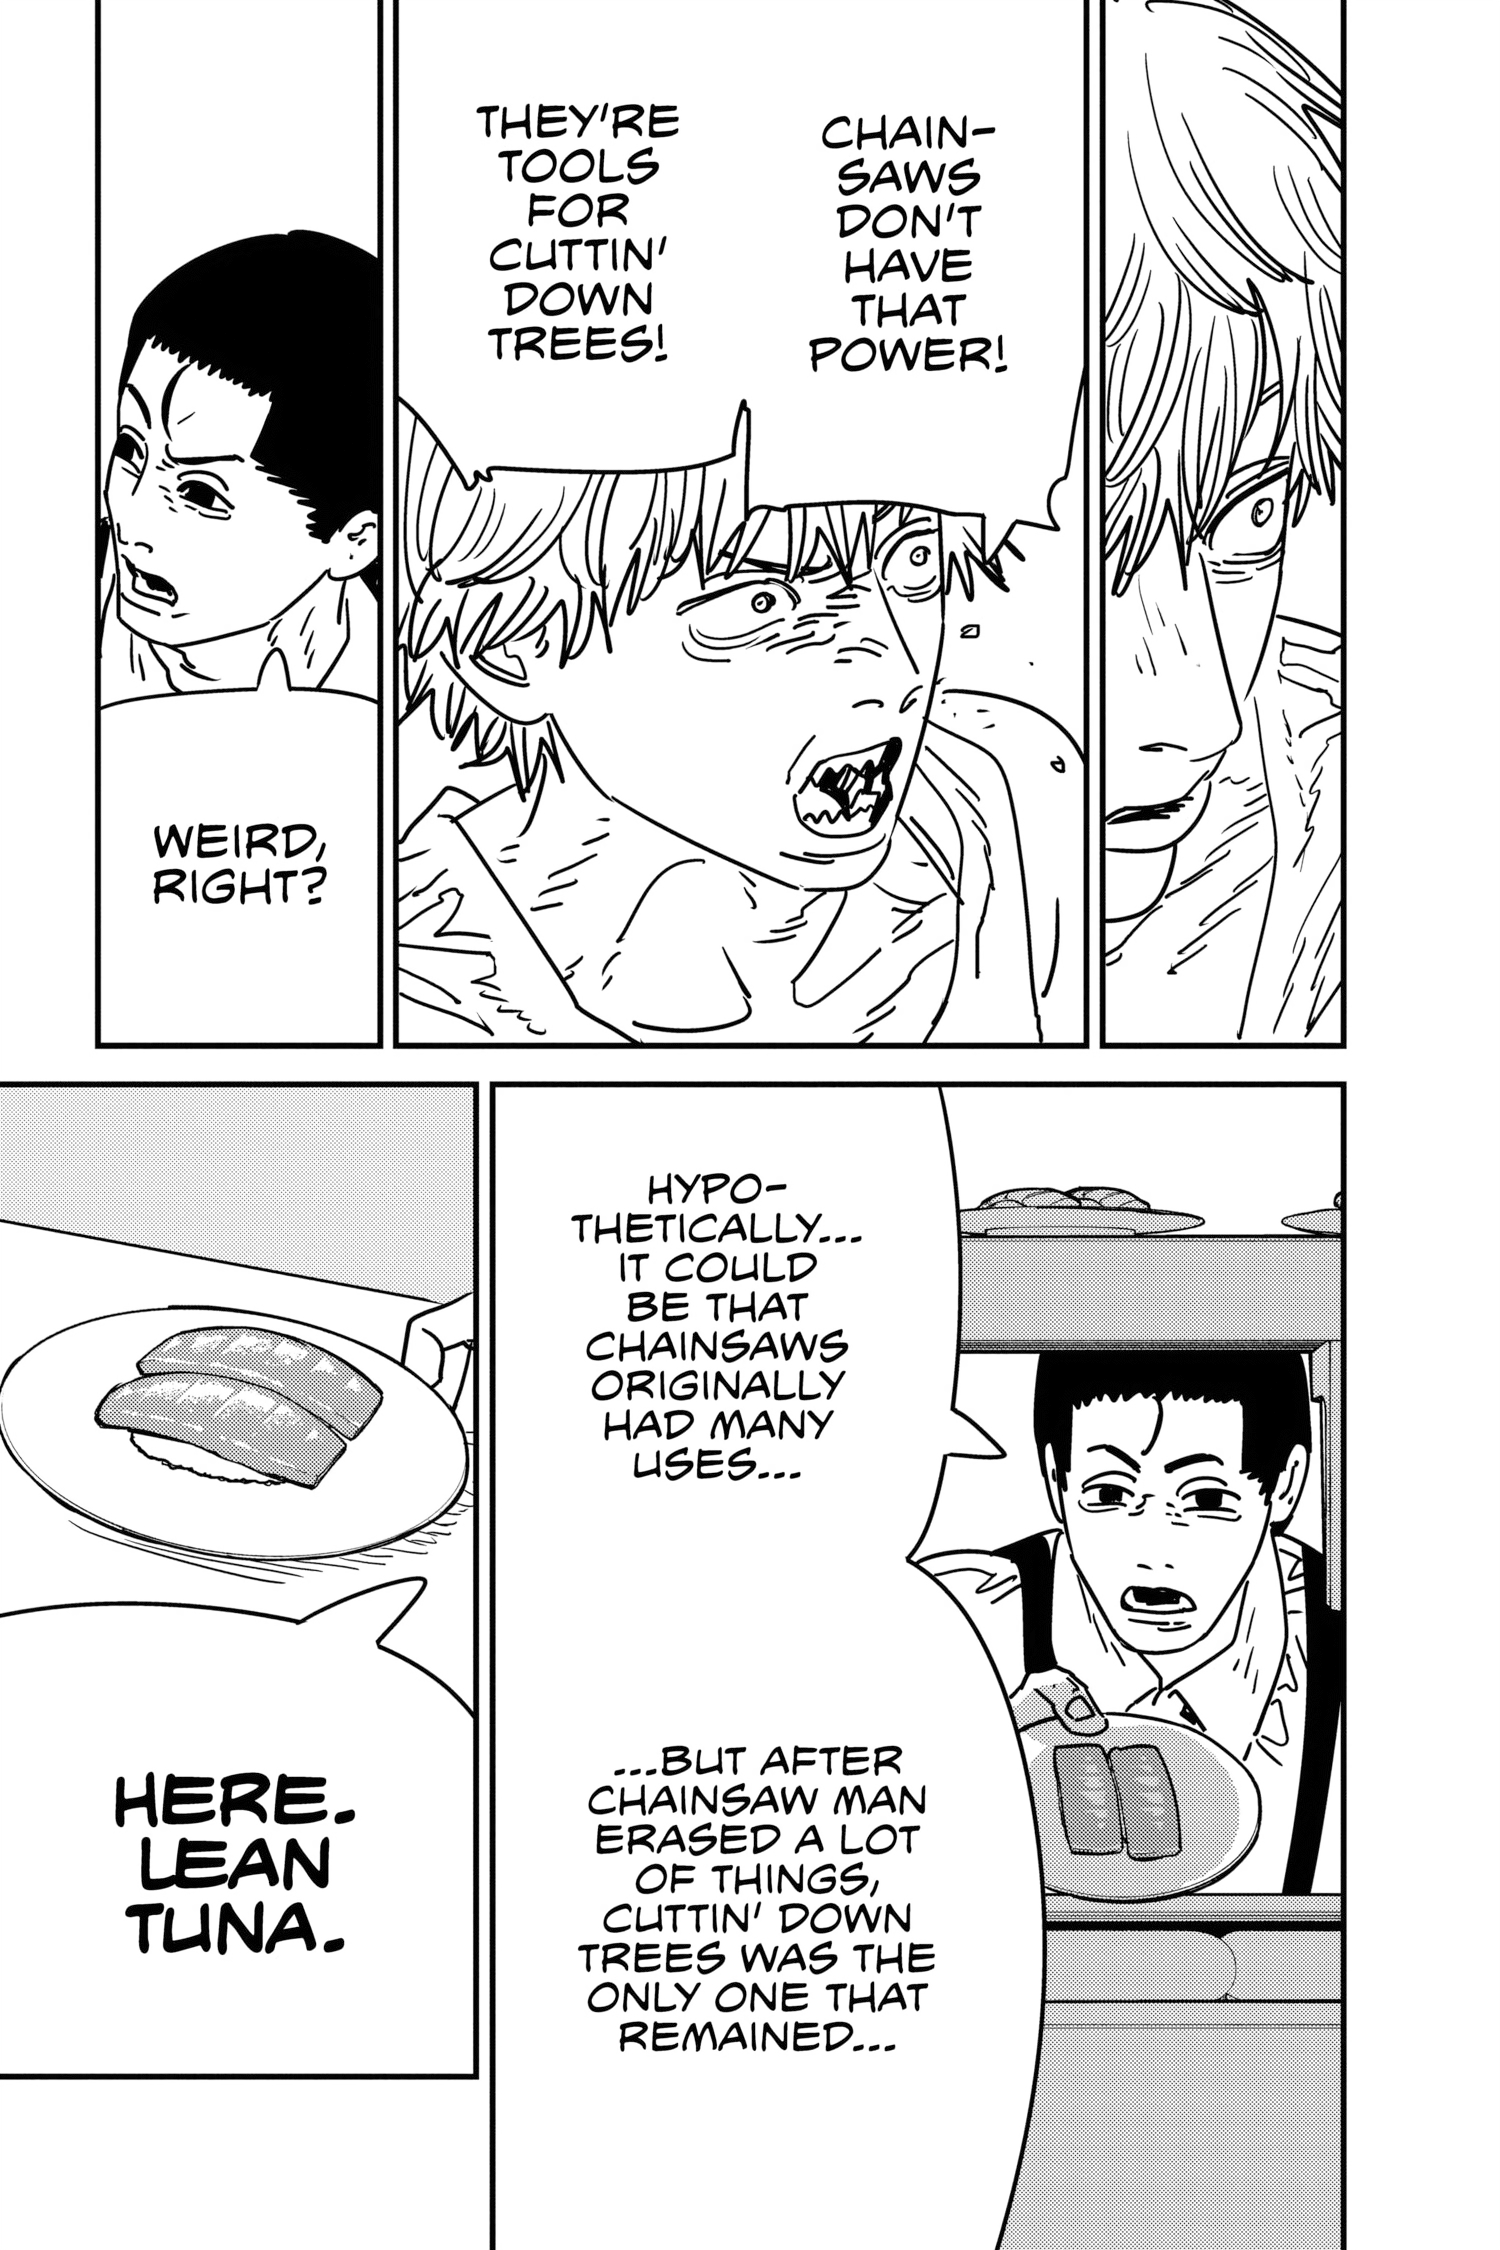 CHAIN-
SAWS
DON'T
HAVE
THAT
POWER!
THEY'RE
TOOLS
FOR
CUTTIN'
DOWN
TREES!
WEIRD,
RIGHT?
HYPO-
THETICALLY...
IT COULD
BE THAT
CHAINSAWS
ORIGINALLY
HAD MANY
USES...
...BUT AFTER
CHAINSAW MAN
ERASED A LOT
OF THINGS,
CUTTIN' DOWN
TREES WAS THE
ONLY ONE THAT
REMAINED...
HERE.
LEAN
TUNA.